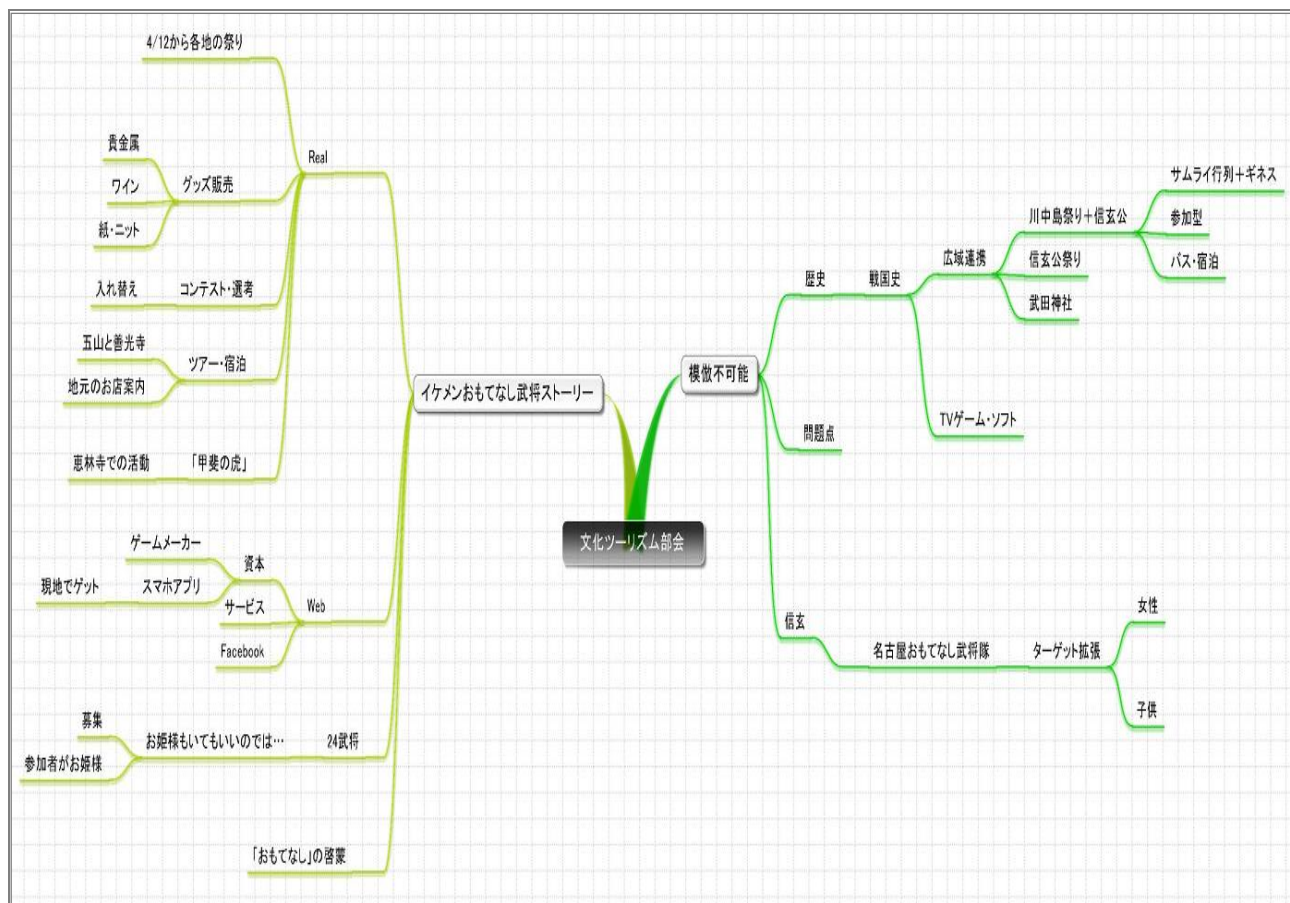 文化ツーリズム部会
イケメンおもてなし武将ストーリー
Real
4/12から各地の祭り
グッズ販売
貴金属
ワイン
紙・ニット
コンテスト・選考
入れ替え
ツアー・宿泊
五山と善光寺
地元のお店案内
「甲斐の虎」
恵林寺での活動
Web
資本
ゲームメーカー
スマホアプリ
現地でゲット
サービス
Facebook
24武将
お姫様もいてもいいのでは…
募集
参加者がお姫様
「おもてなし」の啓蒙
模倣不可能
歴史
戦国史
広域連携
川中島祭り+信玄公
サムライ行列+ギネス
参加型
バス・宿泊
信玄公祭り
武田神社
TVゲーム・ソフト
問題点
信玄
名古屋おもてなし武将隊
ターゲット拡張
女性
子供